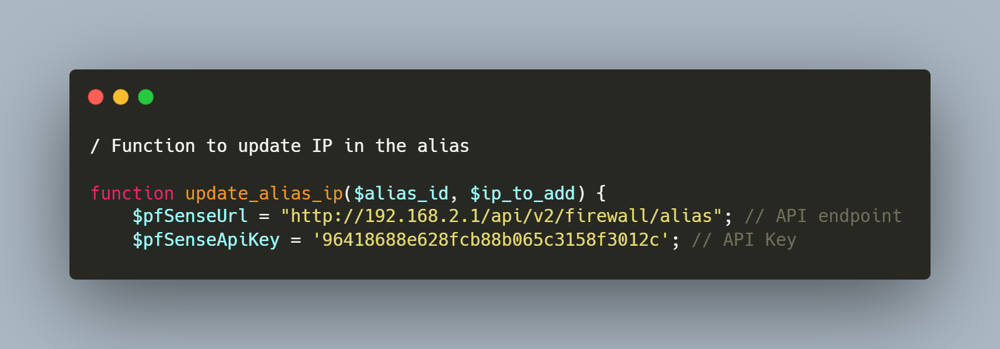 / Function to update IP in the alias
function update_alias_ip($alias_id, $ip_to_add) {
    $pfSenseUrl = "http://192.168.2.1/api/v2/firewall/alias"; // API endpoint
    $pfSenseApiKey = '96418688e628fcb88b065c3158f3012c'; // API Key